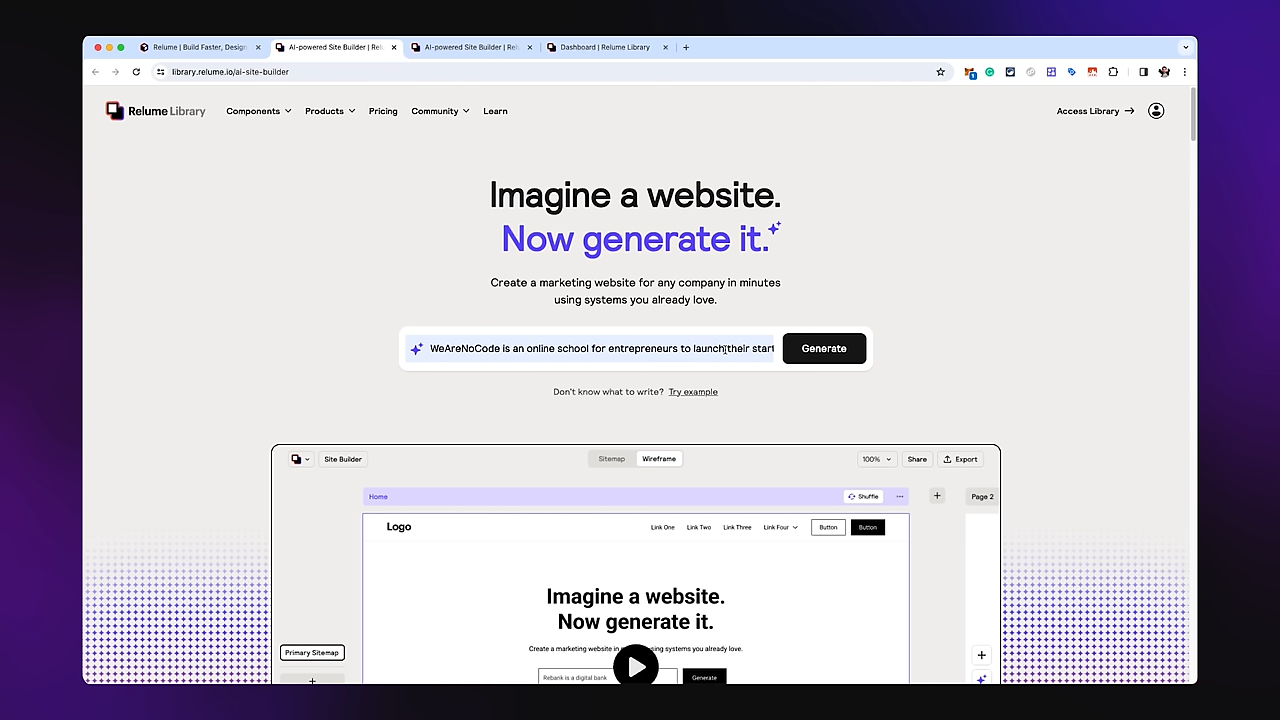 Relume | Build Faster, Design
AI-powered Site Builder | Rel
AI-powered Site Builder | Relu
Dashboard | Relume Library
library.relume.io/ai-site-builder
Relume Library
Components
Products
Pricing
Community
Learn
Access Library
Imagine a website.
Now generate it.
Create a marketing website for any company in minutes
using systems you already love.
WeAreNoCode is an online school for entrepreneurs to launch their start
Generate
Don't know what to write? Try example
Site Builder
Sitemap
Wireframe
100%
Share
Export
Home
Shuffle
Page 2
Logo
Link One
Link Two
Link Three
Link Four
Button
Button
Imagine a website.
Now generate it.
Create a marketing website in using systems you already love.
Primary Sitemap
Rebank is a digital bank
Generate